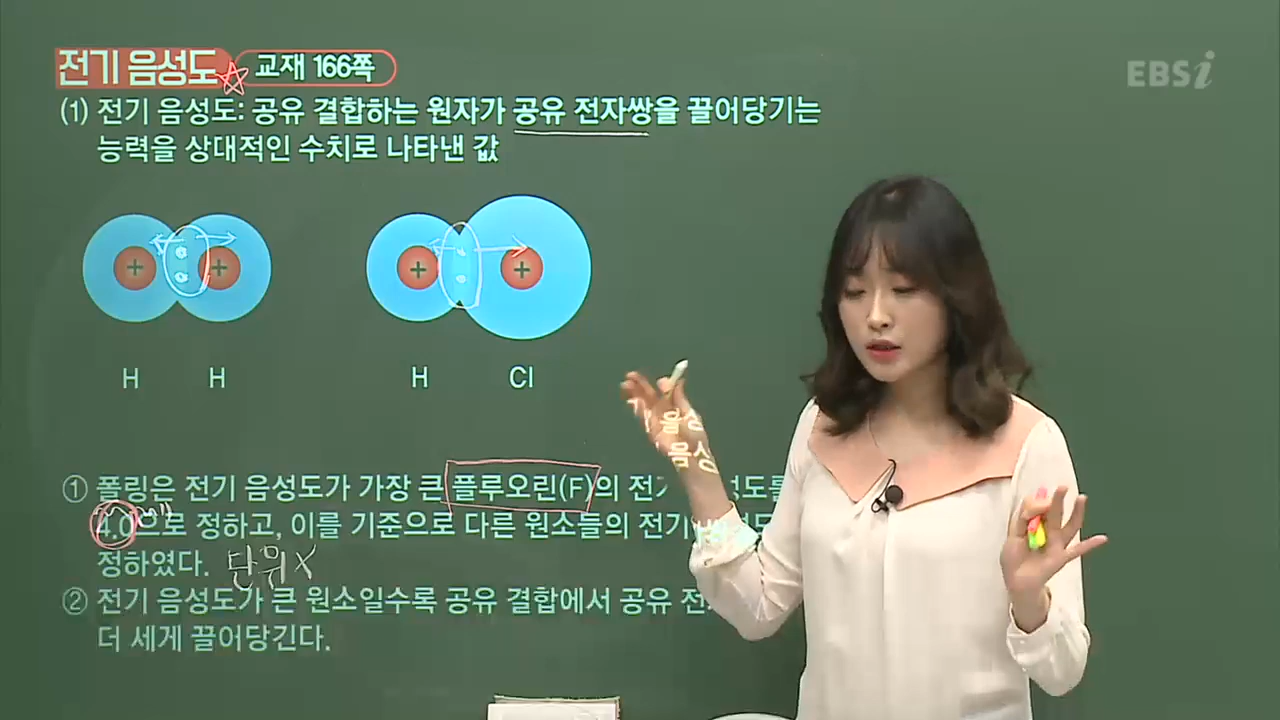 전기 음성도 교재 166쪽
EBSi
(1) 전기 음성도: 공유 결합하는 원자가 공유 전자쌍을 끌어당기는
능력을 상대적인 수치로 나타낸 값
+ + + +
H H H Cl
① 폴링은 전기 음성도가 가장 큰 플루오린(F)의 전기
4.0으로 정하고, 이를 기준으로 다른 원소들의 전기
정하였다. 단위X
② 전기 음성도가 큰 원소일수록 공유 결합에서 공유
더 세게 끌어당긴다.